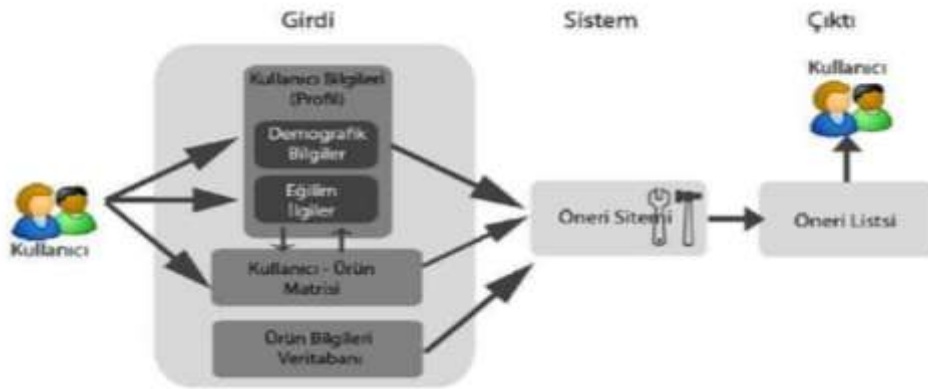 Girdi
Sistem
Çıktı
Kullanıcı
Kullanıcı Bilgileri
(Profil)
Demografik
Bilgiler
Eğilim
İlgiler
Kullanıcı - Ürün
Matrisi
Ürün Bilgileri
Veritabanı
Öneri Sitemi
Öneri Listsi
Kullanıcı